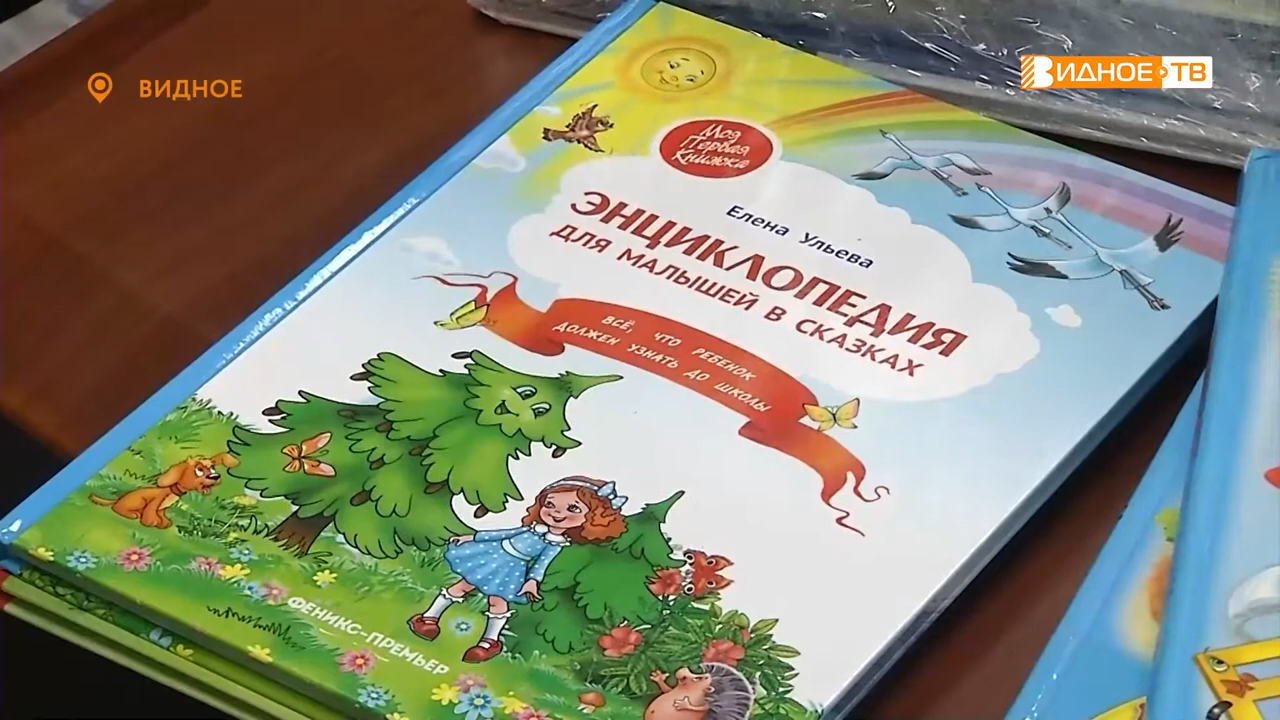 ВИДНОЕ
ВИДНОЕ ТВ
Моя
Первая
Книжка
Елена Ульева
ЭНЦИКЛОПЕДИЯ
ДЛЯ МАЛЫШЕЙ В СКАЗКАХ
ВСЁ, ЧТО РЕБЕНОК
ДОЛЖЕН УЗНАТЬ ДО ШКОЛЫ
ФЕНИКС-ПРЕМЬЕР